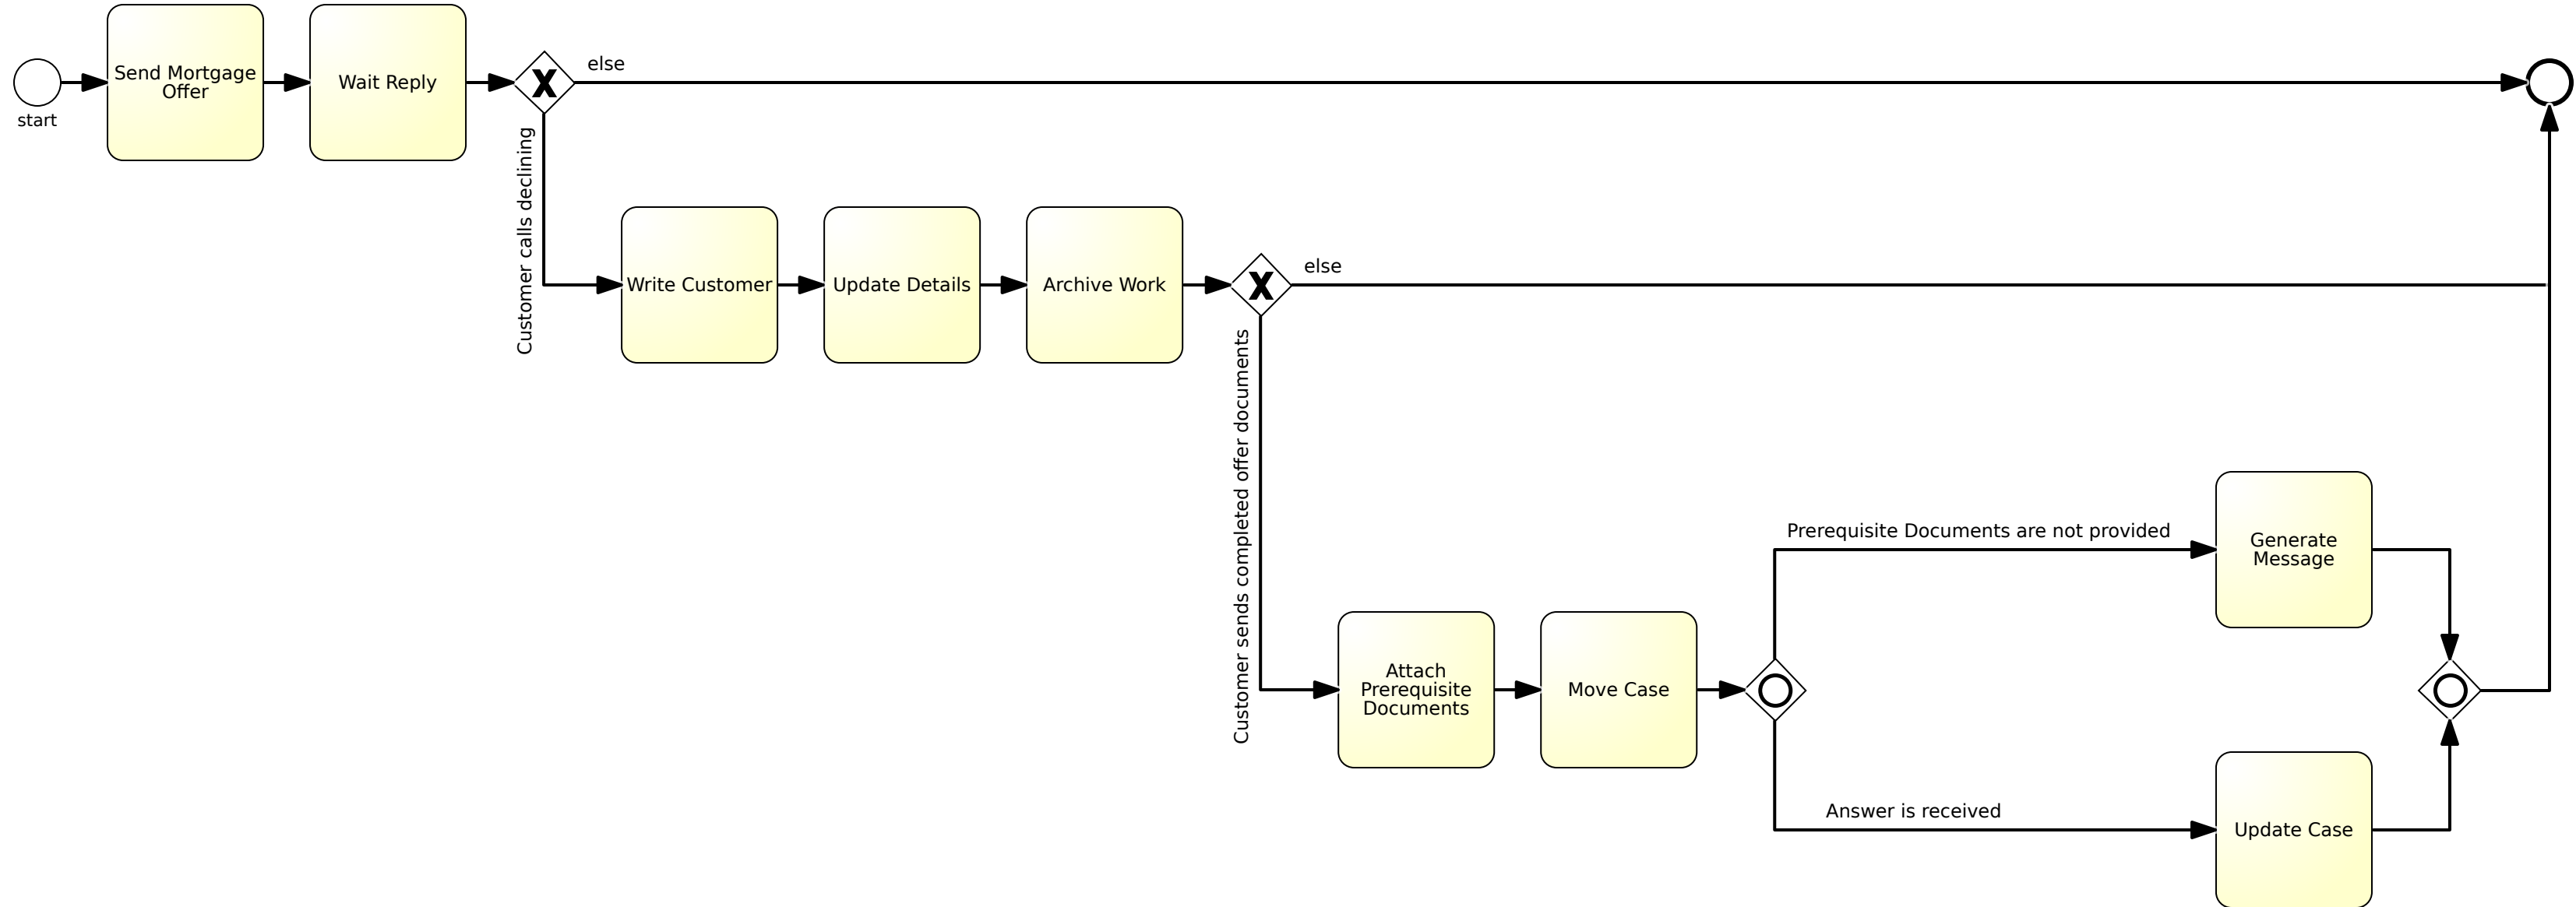 else
Send Mortgage
Offer
Wait Reply
start
Customer calls declining
Write Customer
Update Details
Archive Work
else
Customer sends completed offer documents
Prerequisite Documents are not provided
Generate
Message
Attach
Prerequisite
Documents
Move Case
Answer is received
Update Case